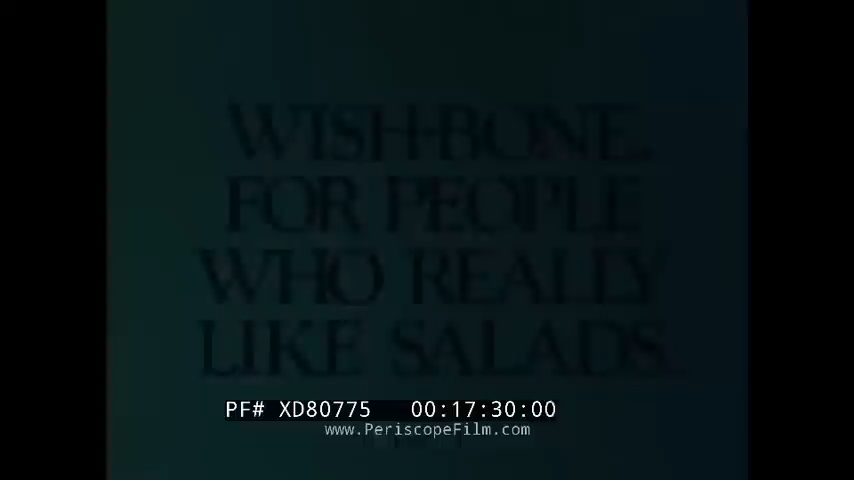 WISH-BONE.
FOR PEOPLE
WHO REALLY
LIKE SALADS.
PF# XD80775 00:17:30:00
www.PeriscopeFilm.com